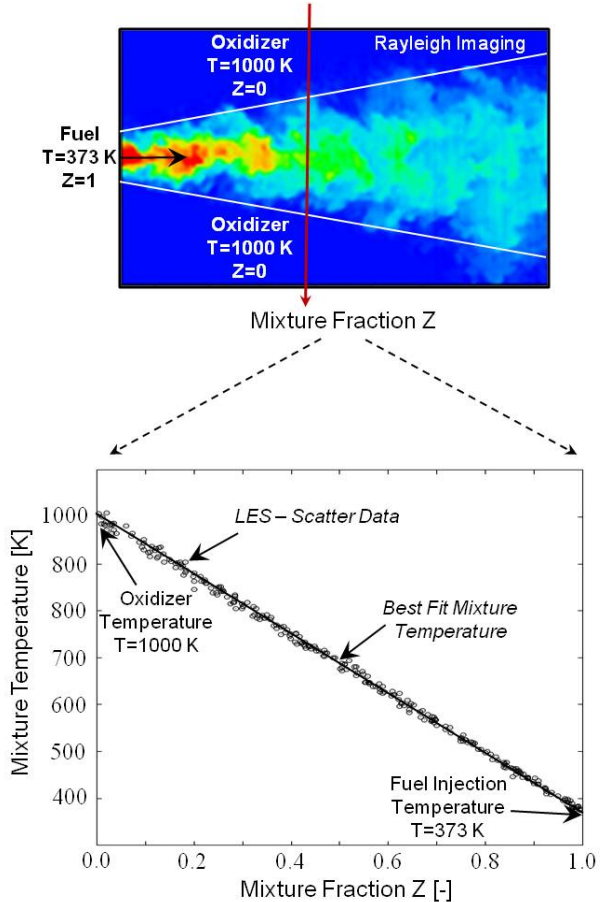 Oxidizer
T=1000 K
Z=0
Rayleigh Imaging
Fuel
T=373 K
Z=1
Oxidizer
T=1000 K
Z=0
Mixture Fraction Z
Mixture Temperature [K]
1000
800
800
700
600
500
400
LES – Scatter Data
Oxidizer
Temperature
T=1000 K
Best Fit Mixture
Temperature
Fuel Injection
Temperature
T=373 K
0.0 0.2 0.4 0.6 0.8 1.0
Mixture Fraction Z [-]